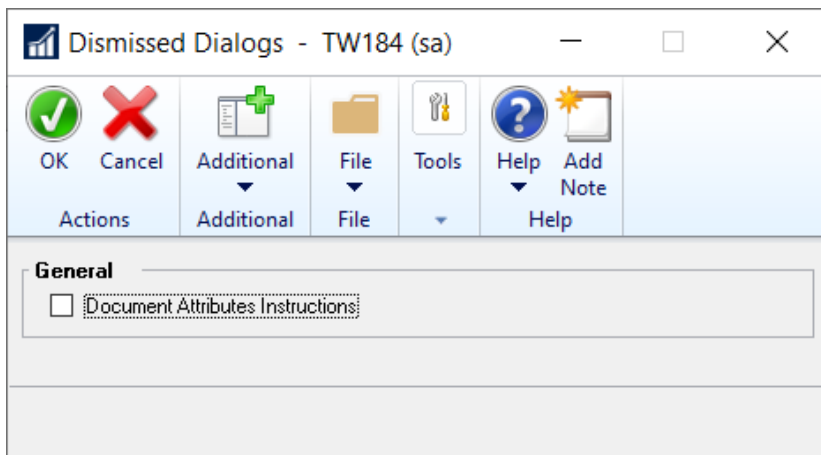 Dismissed Dialogs - TW184 (sa)
OK Cancel Additional File Tools Help Add Note
Actions Additional File Help
General
Document Attributes Instructions